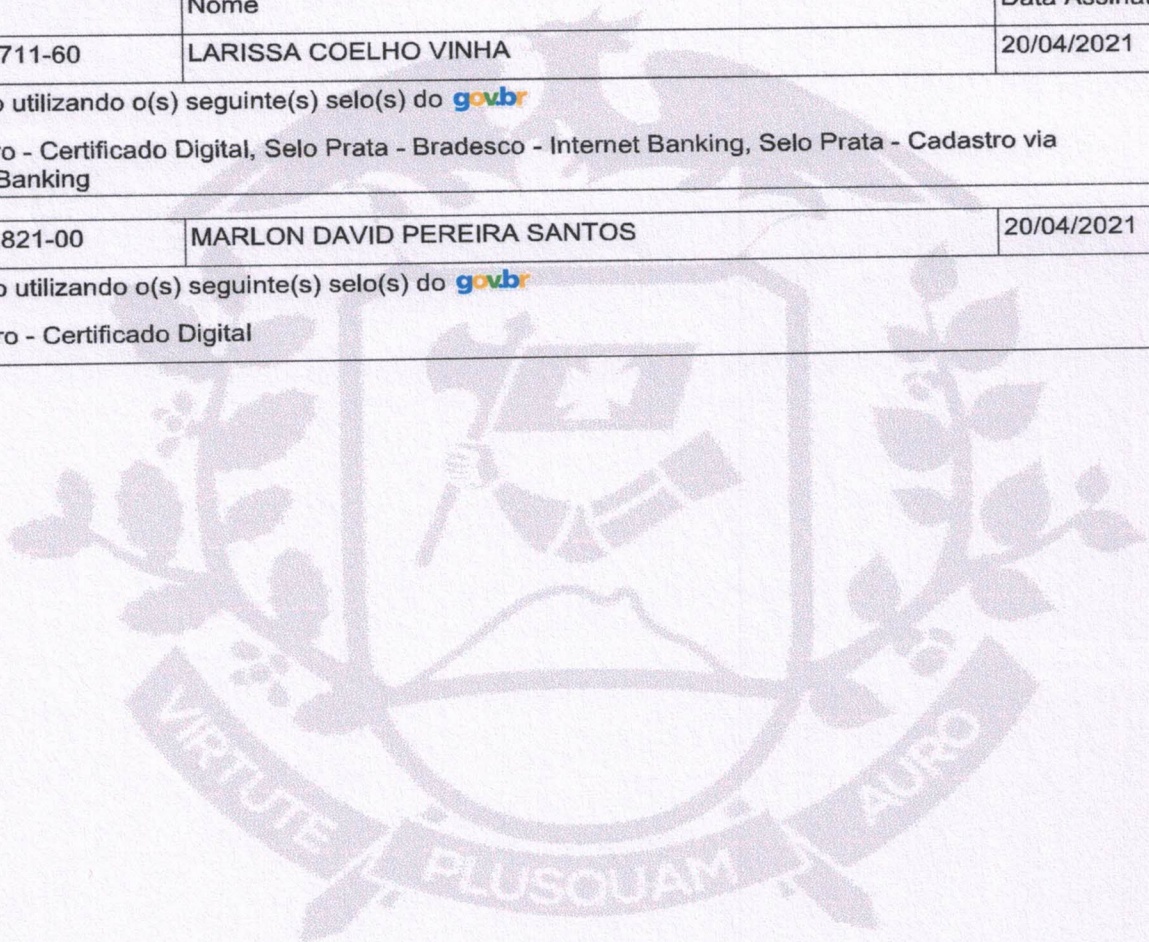 Nome
711-60 LARISSA COELHO VINHA 20/04/2021
o utilizando o(s) seguinte(s) selo(s) do gov.br
ro - Certificado Digital, Selo Prata - Bradesco - Internet Banking, Selo Prata - Cadastro via
Banking
821-00 MARLON DAVID PEREIRA SANTOS 20/04/2021
o utilizando o(s) seguinte(s) selo(s) do gov.br
ro - Certificado Digital
VIRTUTE PLUSQUAM AURO